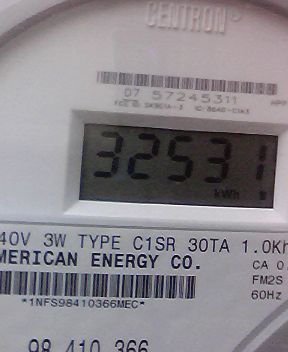 CENTRON
07 57245311
32531
kWh
40V 3W TYPE C1SR 30TA 1.0Kh
MERICAN ENERGY CO.
CA 0.
FM2S
60Hz
*1NFS98410366MEC*
98 410 366